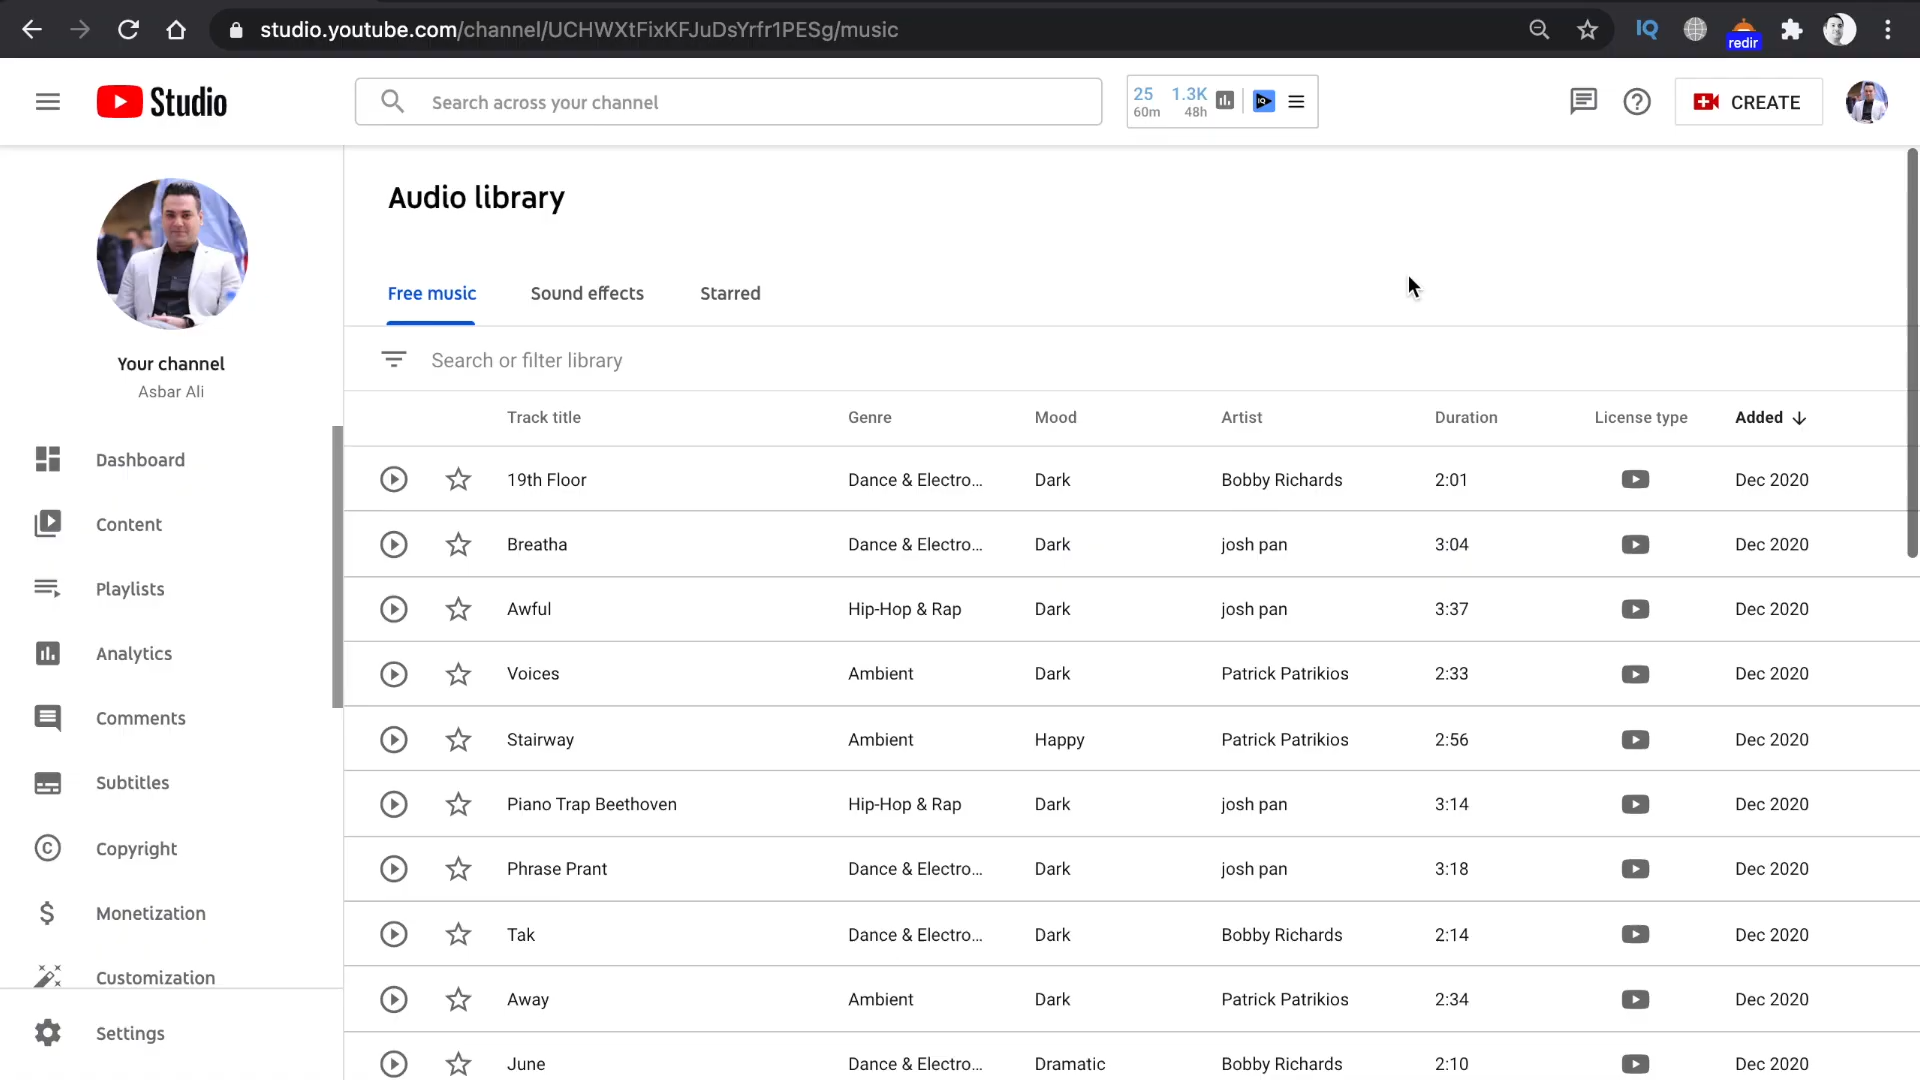 studio.youtube.com/channel/UCHWXtFixKFJuDsYrfr1PESg/music
IQ
redir
Studio
Search across your channel
25 1.3K
60m 48h
IQ
CREATE
Your channel
Asbar Ali
Dashboard
Content
Playlists
Analytics
Comments
Subtitles
Copyright
Monetization
Customization
Settings
Audio library
Free music Sound effects Starred
Search or filter library
Track title Genre Mood Artist Duration License type Added
19th Floor Dance & Electro... Dark Bobby Richards 2:01 Dec 2020
Breatha Dance & Electro... Dark josh pan 3:04 Dec 2020
Awful Hip-Hop & Rap Dark josh pan 3:37 Dec 2020
Voices Ambient Dark Patrick Patrikios 2:33 Dec 2020
Stairway Ambient Happy Patrick Patrikios 2:56 Dec 2020
Piano Trap Beethoven Hip-Hop & Rap Dark josh pan 3:14 Dec 2020
Phrase Prant Dance & Electro... Dark josh pan 3:18 Dec 2020
Tak Dance & Electro... Dark Bobby Richards 2:14 Dec 2020
Away Ambient Dark Patrick Patrikios 2:34 Dec 2020
June Dance & Electro... Dramatic Bobby Richards 2:10 Dec 2020